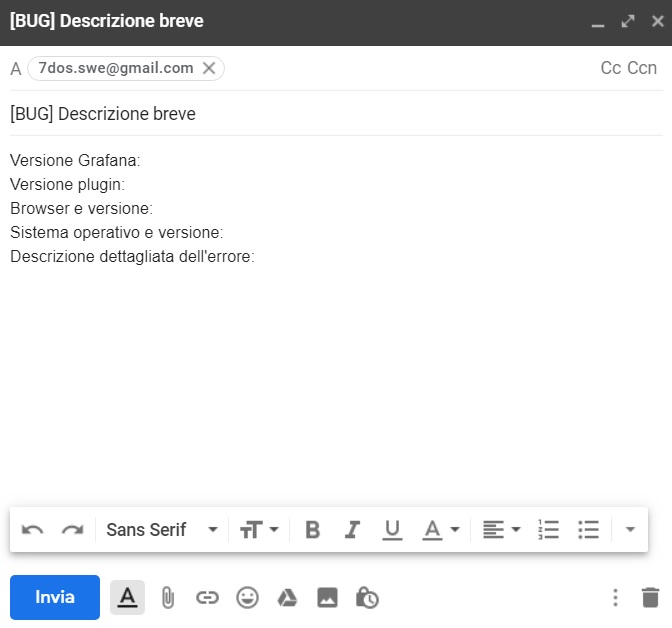 [BUG] Descrizione breve
A 7dos.swe@gmail.com Cc Ccn
[BUG] Descrizione breve
Versione Grafana:
Versione plugin:
Browser e versione:
Sistema operativo e versione:
Descrizione dettagliata dell'errore:
Sans Serif
Invia